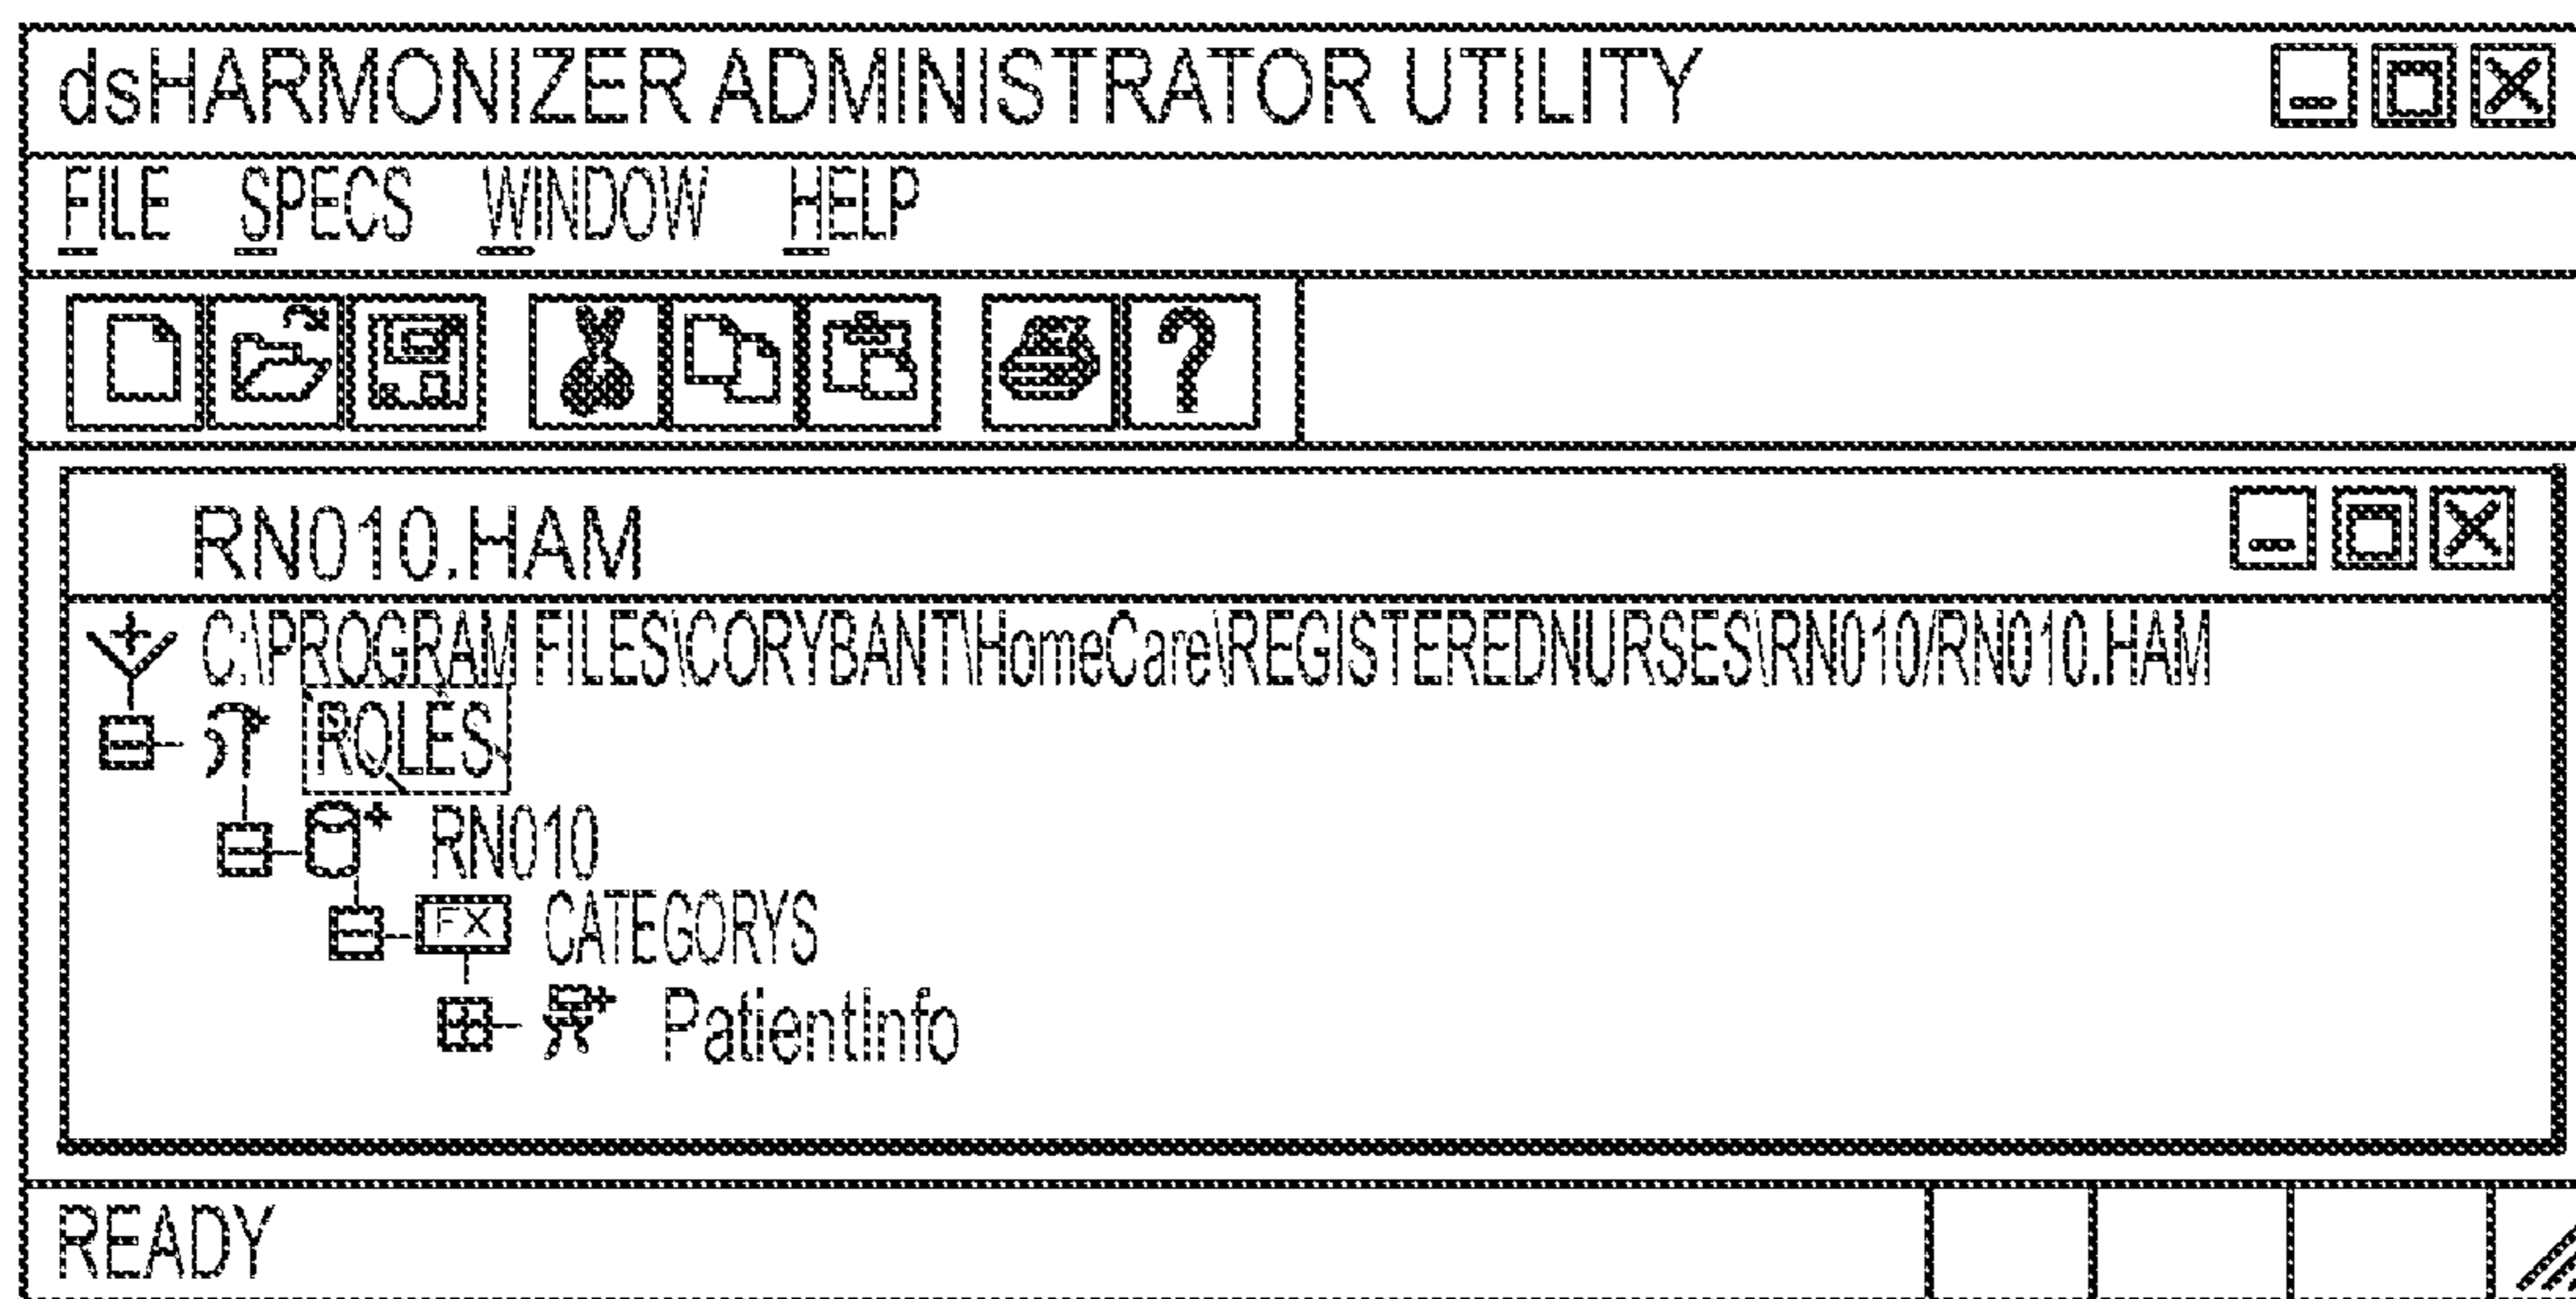 dsHARMONIZER ADMINISTRATOR UTILITY
FILE SPECS WINDOW HELP
?
RN010.HAM
C:\PROGRAM FILES\CORYBANT\HomeCare\REGISTEREDNURSES\RN010/RN010.HAM
ROLES
RN010
FX CATEGORYS
PatientInfo
READY